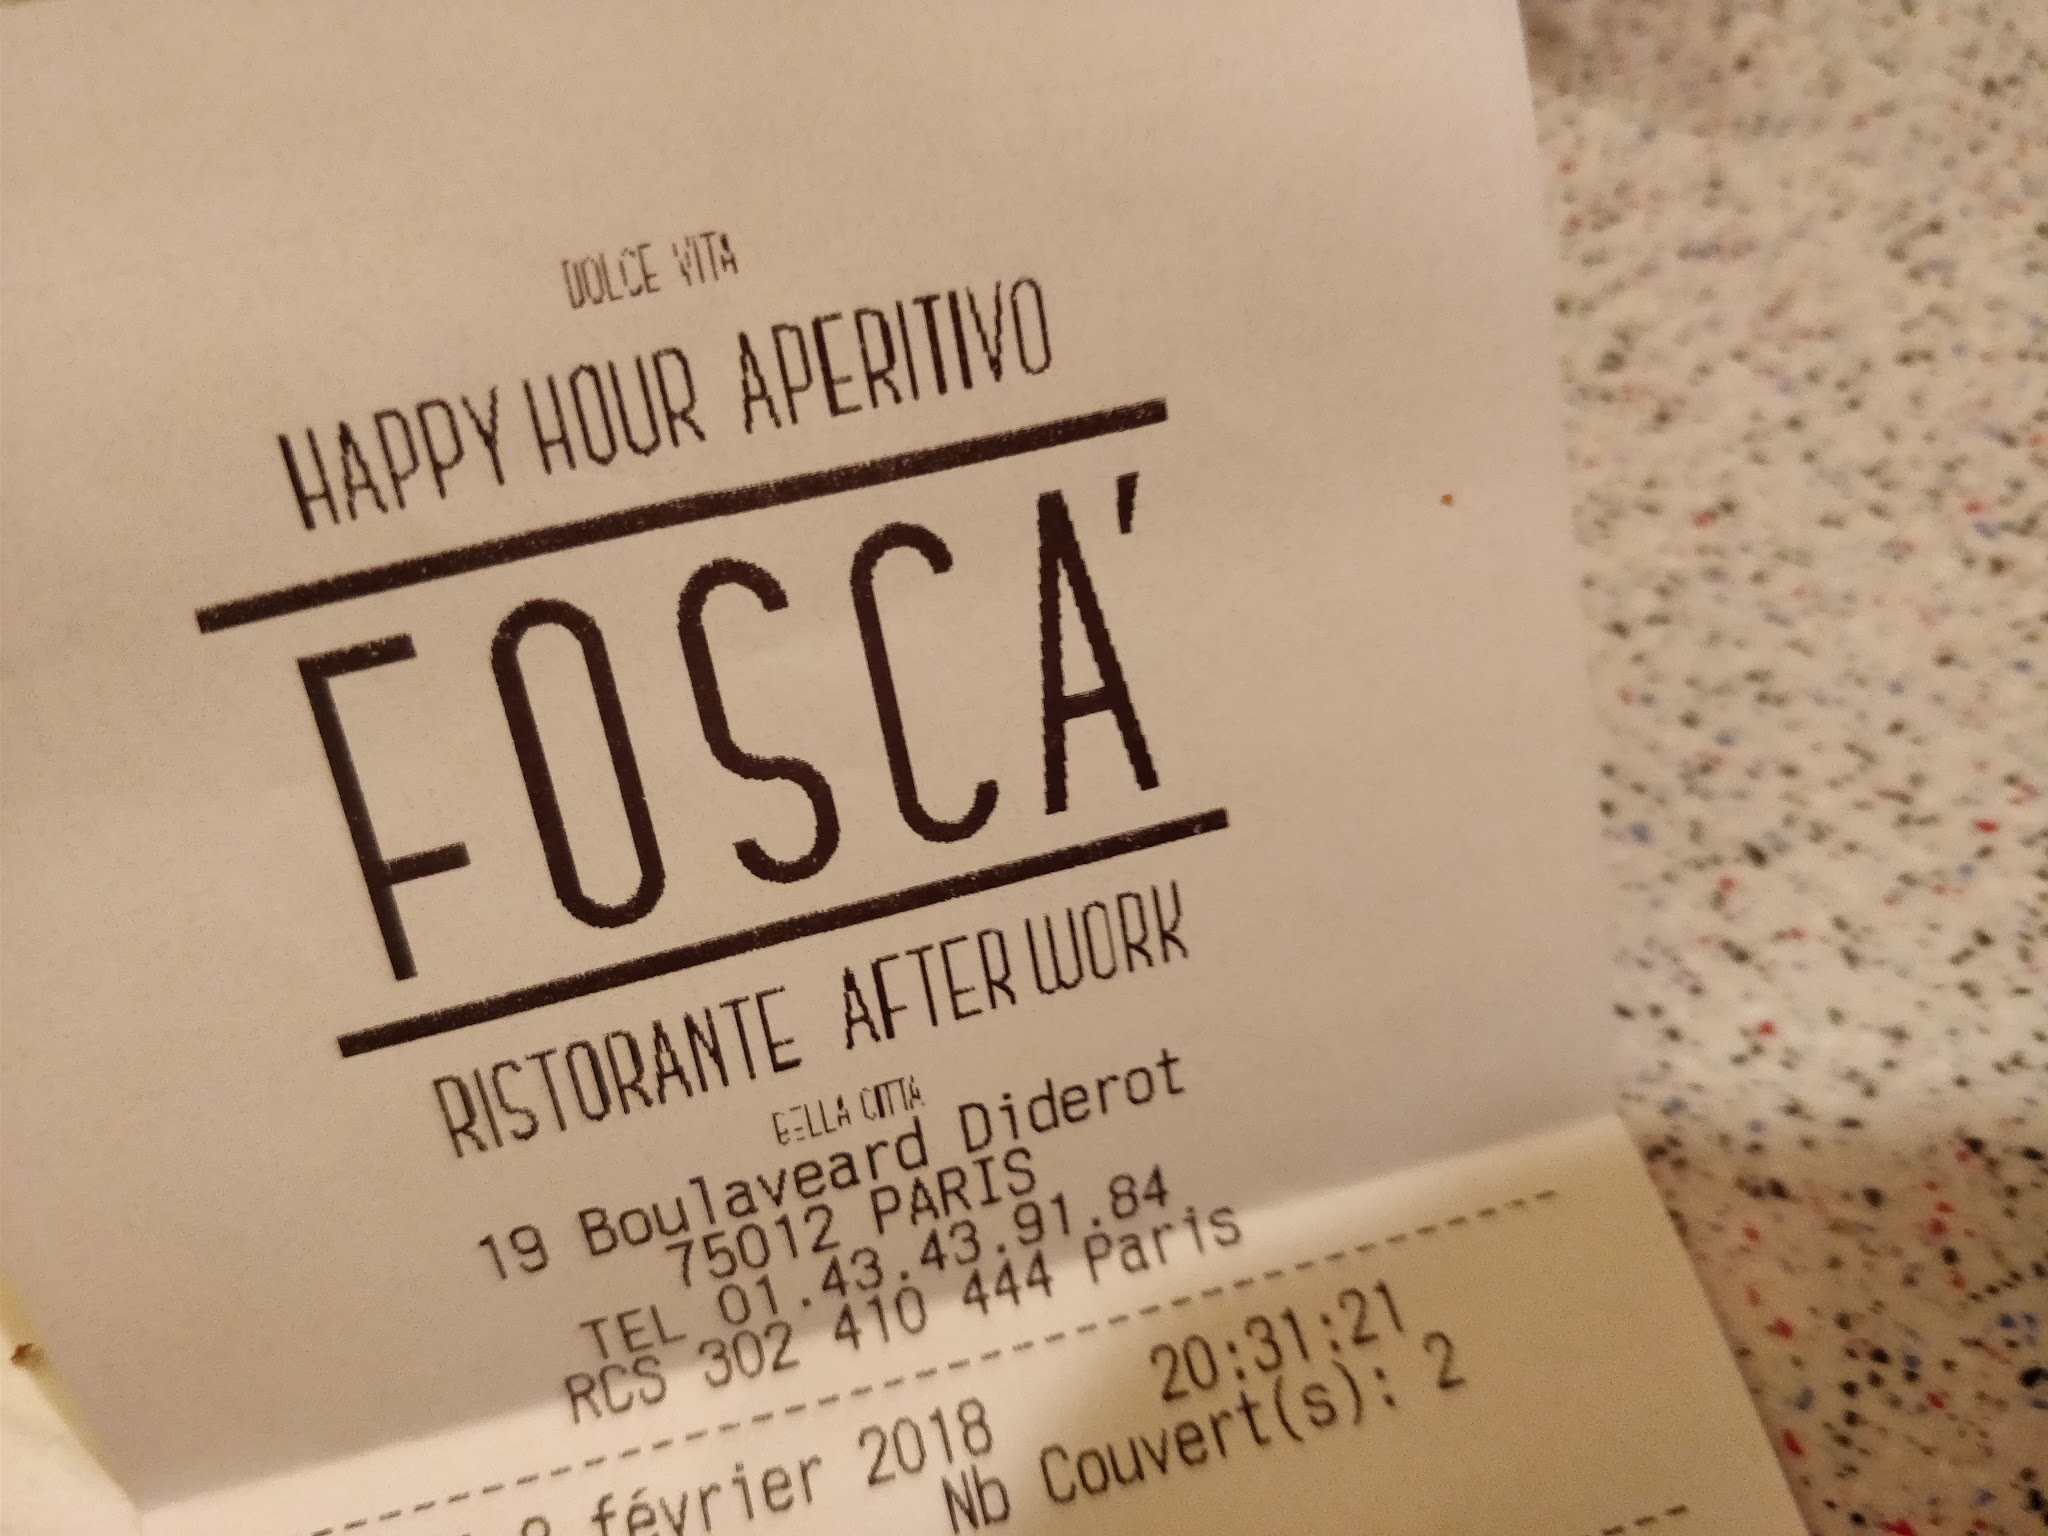 DOLCE VITA
HAPPY HOUR APERITIVO
FOSCA'
RISTORANTE AFTER WORK
BELLA CITTA
19 Boulaveard Diderot
75012 PARIS
TEL 01.43.43.91.84
RCS 302 410 444 Paris
février 2018 20:31:21
Nb Couvert(s): 2